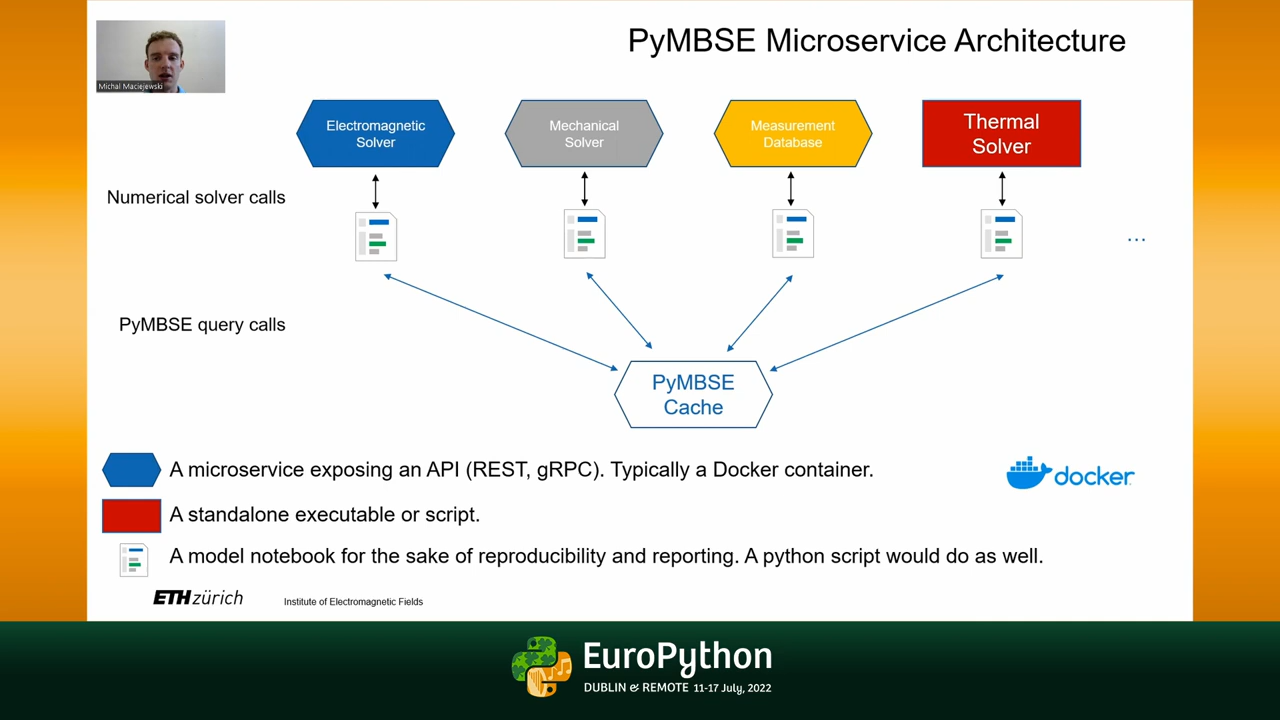 PyMBSE Microservice Architecture
Michal Maciejewski
Electromagnetic
Solver
Mechanical
Solver
Measurement
Database
Thermal
Solver
Numerical solver calls
...
PyMBSE query calls
PyMBSE
Cache
A microservice exposing an API (REST, gRPC). Typically a Docker container.
docker
A standalone executable or script.
A model notebook for the sake of reproducibility and reporting. A python script would do as well.
ETH zürich
Institute of Electromagnetic Fields
EuroPython
DUBLIN & REMOTE 11-17 July, 2022